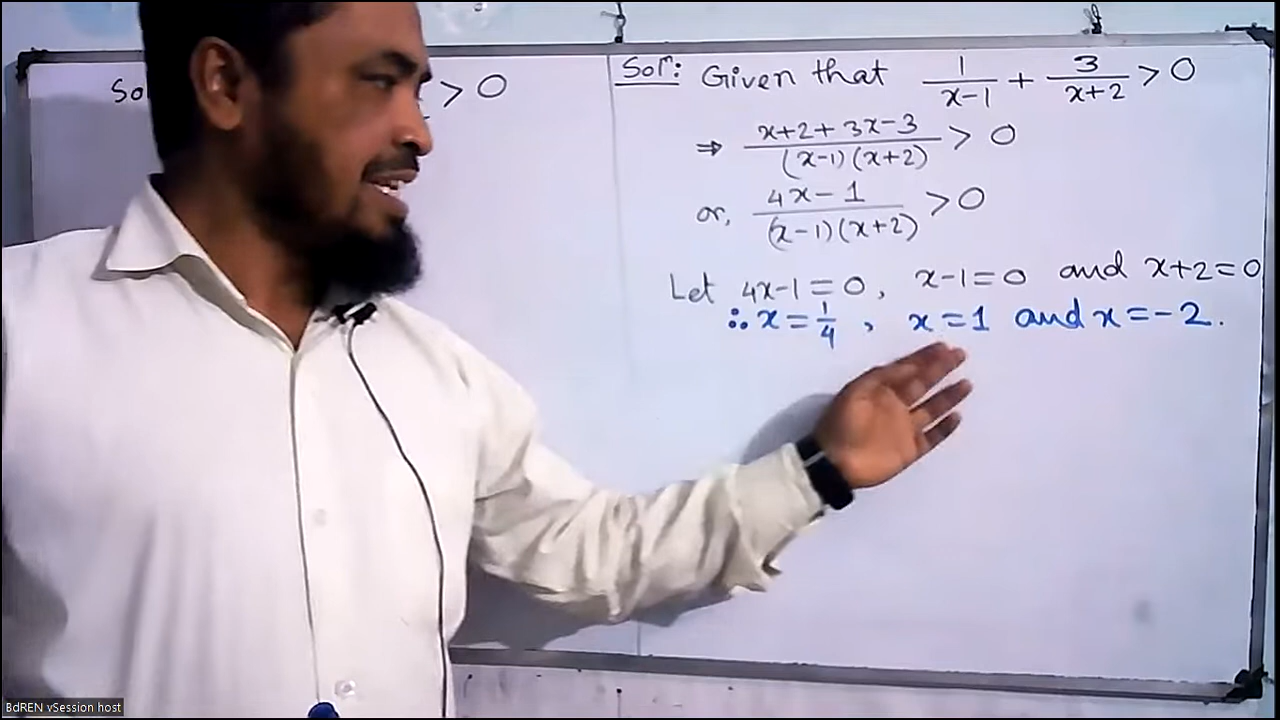 So > 0
Soln: Given that 1/(x-1) + 3/(x+2) > 0
⇒ (x+2+3x-3)/((x-1)(x+2)) > 0
or, (4x-1)/((x-1)(x+2)) > 0
Let 4x-1=0, x-1=0 and x+2=0
∴ x = 1/4, x=1 and x=-2.
BdREN vSession host